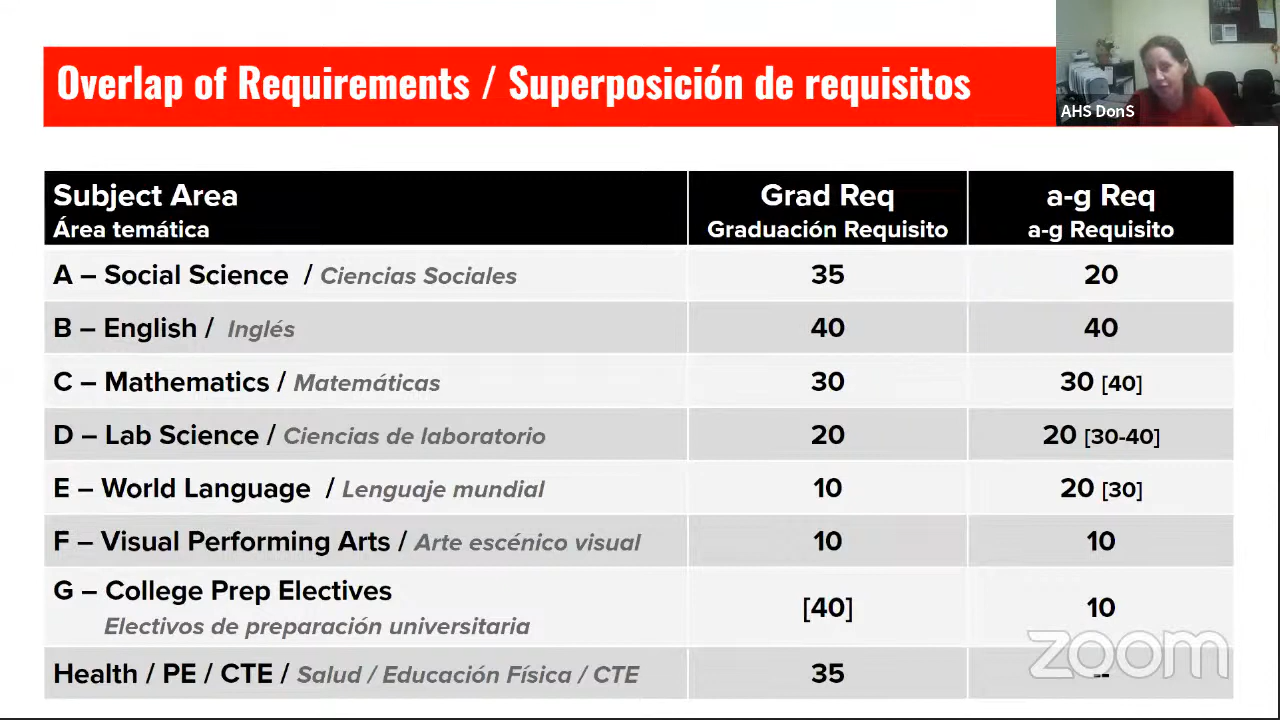 Overlap of Requirements / Superposición de requisitos
AHS DonS
Subject Area Grad Req a-g Req
Área temática Graduación Requisito a-g Requisito
A – Social Science / Ciencias Sociales 35 20
B – English / Inglés 40 40
C – Mathematics / Matemáticas 30 30 [40]
D – Lab Science / Ciencias de laboratorio 20 20 [30-40]
E – World Language / Lenguaje mundial 10 20 [30]
F – Visual Performing Arts / Arte escénico visual 10 10
G – College Prep Electives [40] 10
Electivos de preparación universitaria
zoom
Health / PE / CTE / Salud / Educación Física / CTE 35 --